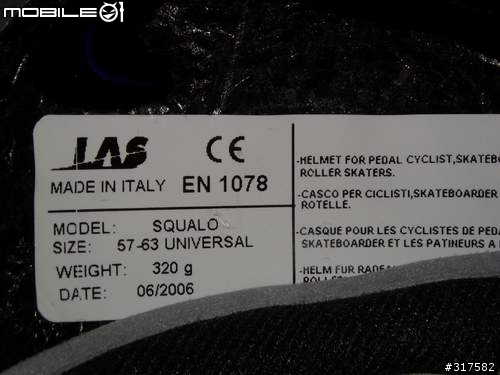 MOBILE01
LAS CE
MADE IN ITALY EN 1078
MODEL: SQUALO
SIZE: 57-63 UNIVERSAL
WEIGHT: 320 g
DATE: 06/2006
-HELMET FOR PEDAL CYCLIST,SKATEBO
ROLLER SKATERS.
-CASCO PER CICLISTI,SKATEBOARDER
ROTELLE.
-CASQUE POUR LES CYCLISTES DE PEDA
SKATEBOARDER ET LES PATINEURS A
-HELM FUR
#317582